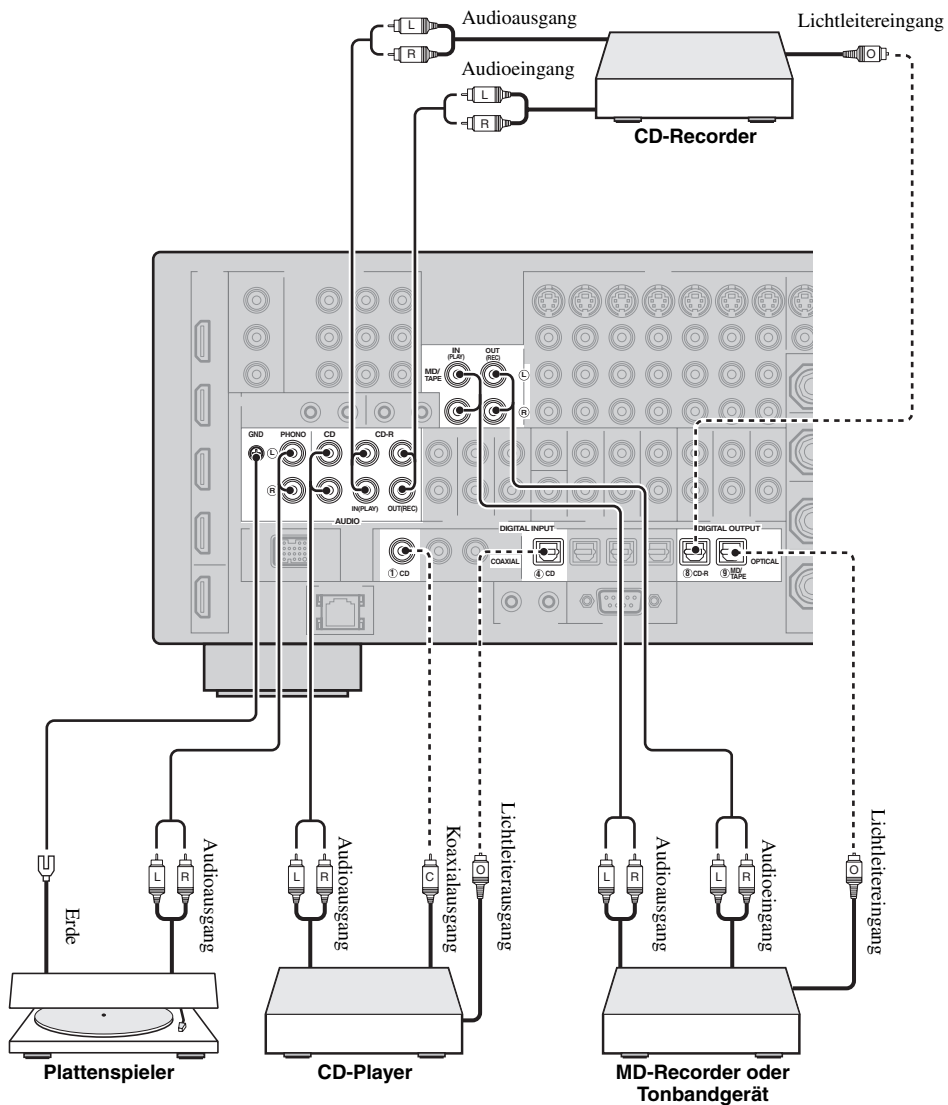 Audioausgang
Lichtleitereingang
L
R
O
Audioeingang
L
R
CD-Recorder
IN
(PLAY)
OUT
(REC)
MD/
TAPE
L
R
GND
PHONO
CD
CD-R
L
R
IN(PLAY)
OUT(REC)
AUDIO
DIGITAL INPUT
DIGITAL OUTPUT
COAXIAL
OPTICAL
① CD
④ CD
⑧ CD-R
⑨ MD/
TAPE
Erde
L
R
Audioausgang
L
R
Audioausgang
C
Koaxialausgang
O
Lichtleiterausgang
L
R
Audioausgang
L
R
Audioeingang
O
Lichtleitereingang
Plattenspieler
CD-Player
MD-Recorder oder
Tonbandgerät